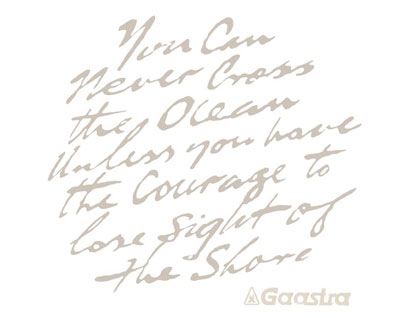 You Can
Never Cross
the Ocean
Unless you have
the Courage to
lose sight of
the Shore
Gaastra